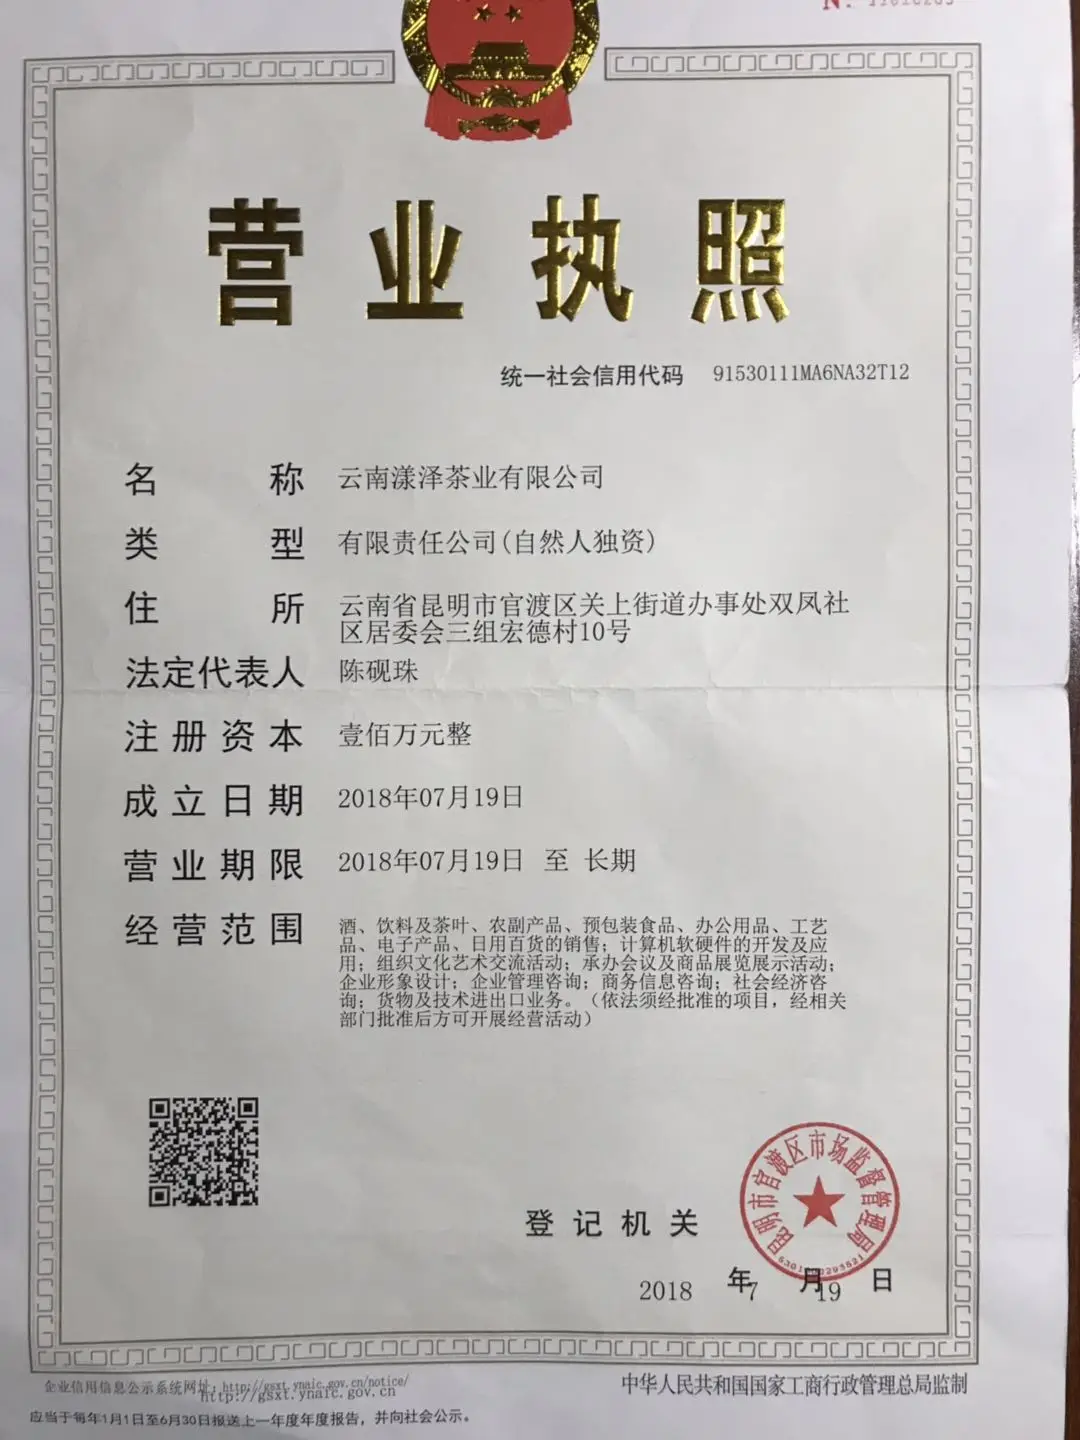 营业执照
统一社会信用代码 91530111MA6NA32T12
名称 云南漾泽茶业有限公司
类型 有限责任公司(自然人独资)
住所 云南省昆明市官渡区关上街道办事处双凤社
区居委会三组宏德村10号
法定代表人 陈砚珠
注册资本 壹佰万元整
成立日期 2018年07月19日
营业期限 2018年07月19日 至 长期
经营范围 酒、饮料及茶叶、农副产品、预包装食品、办公用品、工艺
品、电子产品、日用百货的销售；计算机软硬件的开发及应
用；组织文化艺术交流活动；承办会议及商品展览展示活动；
企业形象设计；企业管理咨询；商务信息咨询；社会经济咨
询；货物及技术进出口业务。（依法须经批准的项目，经相关
部门批准后方可开展经营活动）
昆明市官渡区市场监督管理局
登记机关
2018 年 7 月 19 日
企业信用信息公示系统网址：http://gsxt.ynaic.gov.cn/notice/
http://gsxt.ynaic.gov.cn
中华人民共和国国家工商行政管理总局监制
应当于每年1月1日至6月30日报送上一年度年度报告，并向社会公示。